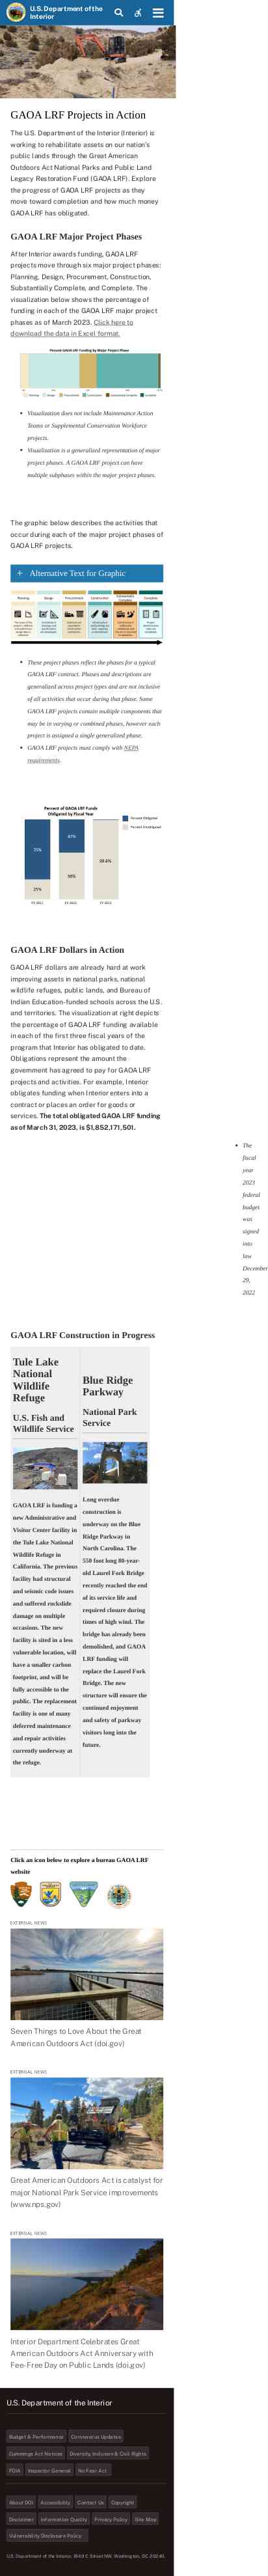 U.S. Department of the
Interior
GAOA LRF Projects in Action
The U.S. Department of the Interior (Interior) is
working to rehabilitate assets on our nation's
public lands through the Great American
Outdoors Act National Parks and Public Land
Legacy Restoration Fund (GAOA LRF). Explore
the progress of GAOA LRF projects as they
move toward completion and how much money
GAOA LRF has obligated.
GAOA LRF Major Project Phases
After Interior awards funding, GAOA LRF
projects move through six major project phases:
Planning, Design, Procurement, Construction,
Substantially Complete, and Complete. The
visualization below shows the percentage of
funding in each of the GAOA LRF major project
phases as of March 2023. Click here to
download the data in Excel format.
Percent GAOA LRF Funding by Major Project Phase
• Visualization does not include Maintenance Action
Teams or Supplemental Conservation Workforce
projects.
• Visualization is a generalized representation of major
project phases. A GAOA LRF project can have
multiple subphases within the major project phases.
The graphic below describes the activities that
occur during each of the major project phases of
GAOA LRF projects.
+ Alternative Text for Graphic
Planning Design Procurement Construction Substantially Complete Complete
• These project phases reflect the phases for a typical
GAOA LRF contract. Phases and descriptions are
generalized across project types and are not inclusive
of all activities that occur during that phase. Some
GAOA LRF projects contain multiple components that
may be in varying or combined phases, however each
project is assigned a single generalized phase.
• GAOA LRF projects must comply with NEPA
requirements.
Percent of GAOA LRF Funds
Obligated by Fiscal Year
Percent Obligated
Percent Unobligated
75%
25%
47%
GAOA LRF Dollars in Action
GAOA LRF dollars are already hard at work
improving assets in national parks, national
wildlife refuges, public lands, and Bureau of
Indian Education-funded schools across the U.S.
and territories. The visualization at right depicts
the percentage of GAOA LRF funding available
in each of the first three fiscal years of the
program that Interior has obligated to date.
Obligations represent the amount the
government has agreed to pay for GAOA LRF
projects and activities. For example, Interior
obligates funding when Interior enters into a
contract or places an order for goods or
services. The total obligated GAOA LRF funding
as of March 31, 2023, is $1,852,171,501.
• The
fiscal
year
2023
federal
budget
was
signed
into
law
December
29,
2022
GAOA LRF Construction in Progress
Tule Lake
National
Wildlife
Refuge
U.S. Fish and
Wildlife Service
GAOA LRF is funding a
new Administrative and
Visitor Center facility in
the Tule Lake National
Wildlife Refuge in
California. The previous
facility had structural
and seismic code issues
and suffered rockslide
damage on multiple
occasions. The new
facility is sited in a less
vulnerable location, will
have a smaller carbon
footprint, and will be
fully accessible to the
public. The replacement
facility is one of many
deferred maintenance
and repair activities
currently underway at
the refuge.
Blue Ridge
Parkway
National Park
Service
Long overdue
construction is
underway on the Blue
Ridge Parkway in
North Carolina. The
550 foot long 80-year-
old Laurel Fork Bridge
recently reached the end
of its service life and
required closure during
times of high wind. The
bridge has already been
demolished, and GAOA
LRF funding will
replace the Laurel Fork
Bridge. The new
structure will ensure the
continued enjoyment
and safety of parkway
visitors long into the
future.
Click an icon below to explore a bureau GAOA LRF
website
EXTERNAL NEWS
Seven Things to Love About the Great
American Outdoors Act (doi.gov)
EXTERNAL NEWS
Great American Outdoors Act is catalyst for
major National Park Service improvements
(www.nps.gov)
EXTERNAL NEWS
Interior Department Celebrates Great
American Outdoors Act Anniversary with
Fee-Free Day on Public Lands (doi.gov)
U.S. Department of the Interior
Budget & Performance Coronavirus Updates
Cummings Act Notices Diversity, Inclusion & Civil Rights
FOIA Inspector General No Fear Act
About DOI Accessibility Contact Us Copyright
Disclaimer Information Quality Privacy Policy Site Map
Vulnerability Disclosure Policy
U.S. Department of the Interior, 1849 C Street NW, Washington, DC 20240.